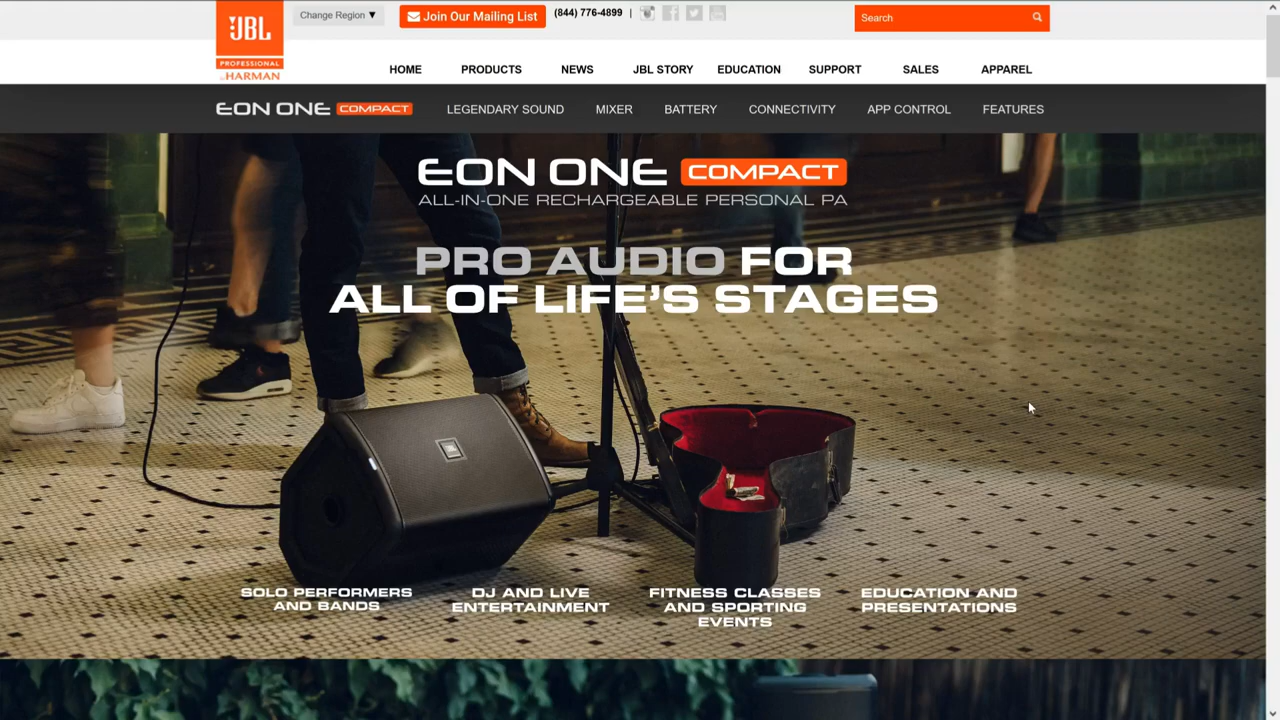 JBL
PROFESSIONAL
by HARMAN
Change Region ▼
Join Our Mailing List
(844) 776-4899 |
Search
HOME
PRODUCTS
NEWS
JBL STORY
EDUCATION
SUPPORT
SALES
APPAREL
EON ONE COMPACT
LEGENDARY SOUND
MIXER
BATTERY
CONNECTIVITY
APP CONTROL
FEATURES
EON ONE COMPACT
ALL-IN-ONE RECHARGEABLE PERSONAL PA
PRO AUDIO FOR
ALL OF LIFE'S STAGES
SOLO PERFORMERS
AND BANDS
DJ AND LIVE
ENTERTAINMENT
FITNESS CLASSES
AND SPORTING
EVENTS
EDUCATION AND
PRESENTATIONS